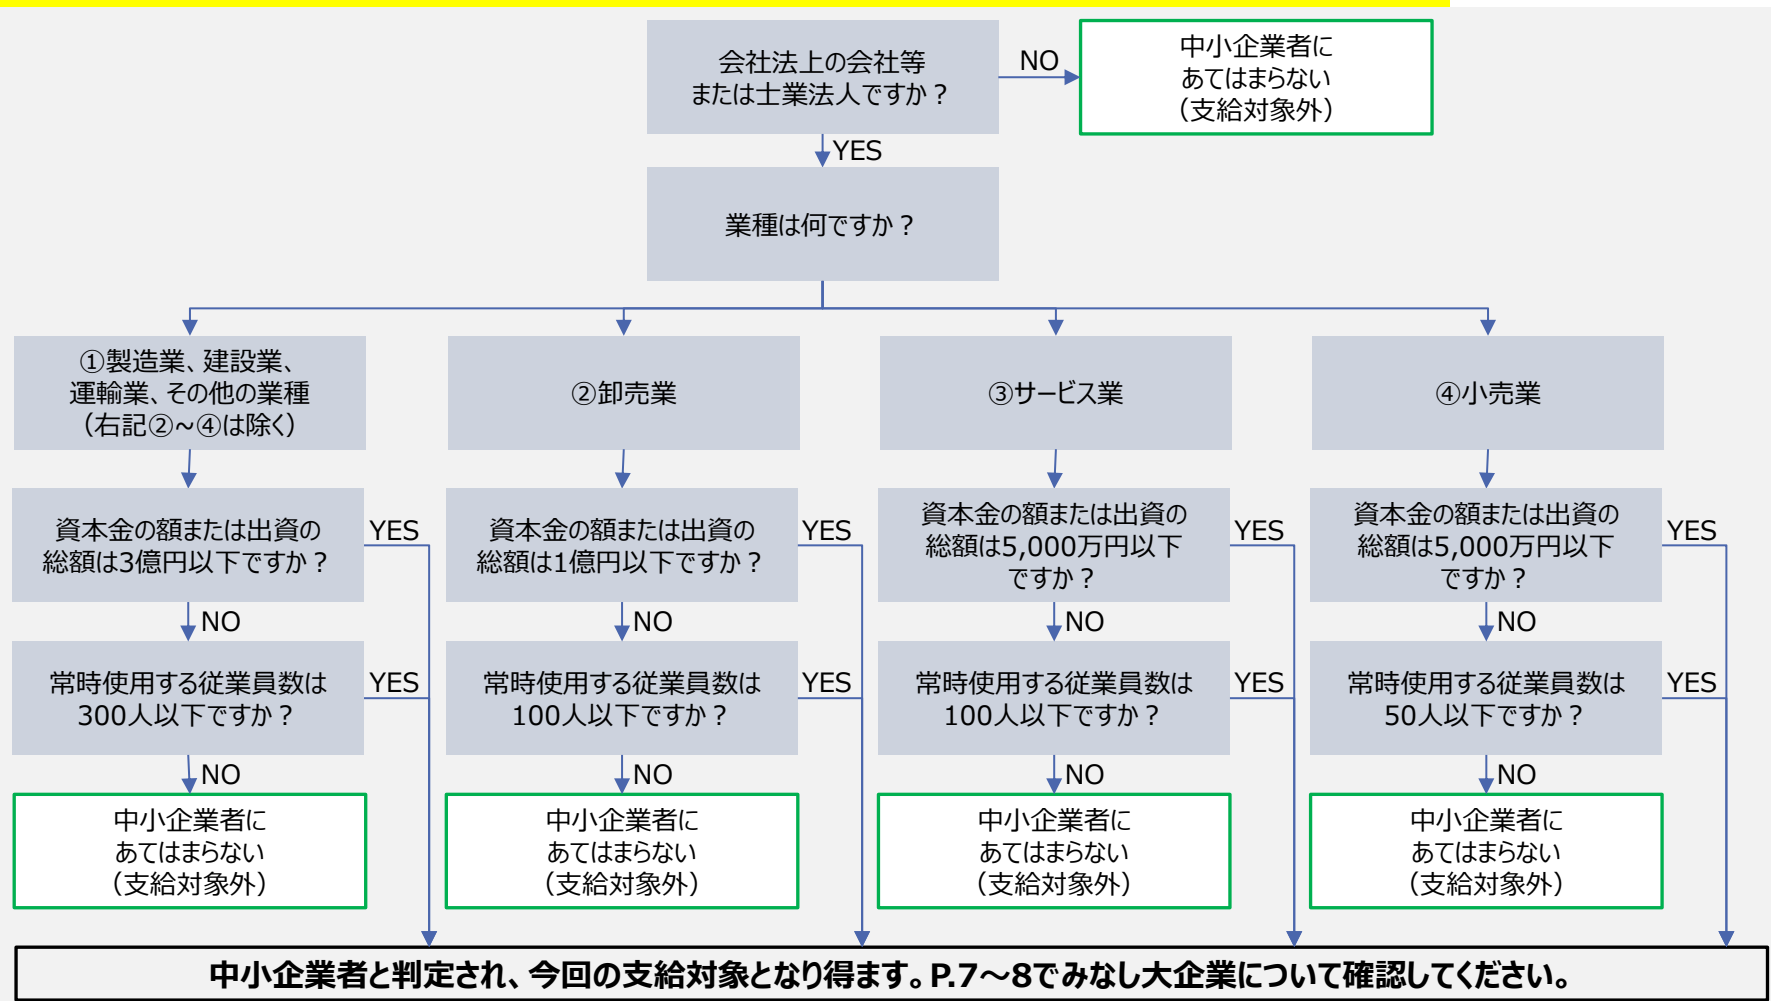 会社法上の会社等
または士業法人ですか？
NO
中小企業者に
あてはまらない
（支給対象外）
YES
業種は何ですか？
①製造業、建設業、
運輸業、その他の業種
（右記②～④は除く）
②卸売業
③サービス業
④小売業
資本金の額または出資の
総額は3億円以下ですか？
YES
資本金の額または出資の
総額は1億円以下ですか？
YES
資本金の額または出資の
総額は5,000万円以下
ですか？
YES
資本金の額または出資の
総額は5,000万円以下
ですか？
YES
NO
NO
NO
NO
常時使用する従業員数は
300人以下ですか？
YES
常時使用する従業員数は
100人以下ですか？
YES
常時使用する従業員数は
100人以下ですか？
YES
常時使用する従業員数は
50人以下ですか？
YES
NO
NO
NO
NO
中小企業者に
あてはまらない
（支給対象外）
中小企業者に
あてはまらない
（支給対象外）
中小企業者に
あてはまらない
（支給対象外）
中小企業者に
あてはまらない
（支給対象外）
中小企業者と判定され、今回の支給対象となり得ます。P.7～8でみなし大企業について確認してください。